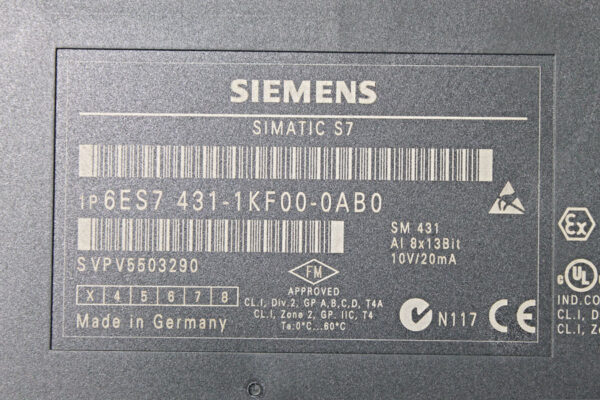 SIEMENS
SIMATIC S7
1P 6ES7 431-1KF00-0AB0
SVPV5503290
X 4 5 6 7 8
Made in Germany
FM
APPROVED
CL.I, Div.2, GP A,B,C,D, T4A
CL.I, Zone 2, GP. IIC, T4
Ta:0°C...60°C
SM 431
AI 8x13Bit
10V/20mA
N117 CE
Ex
UL
IND.CO
CL.I, D
CL.I, Z